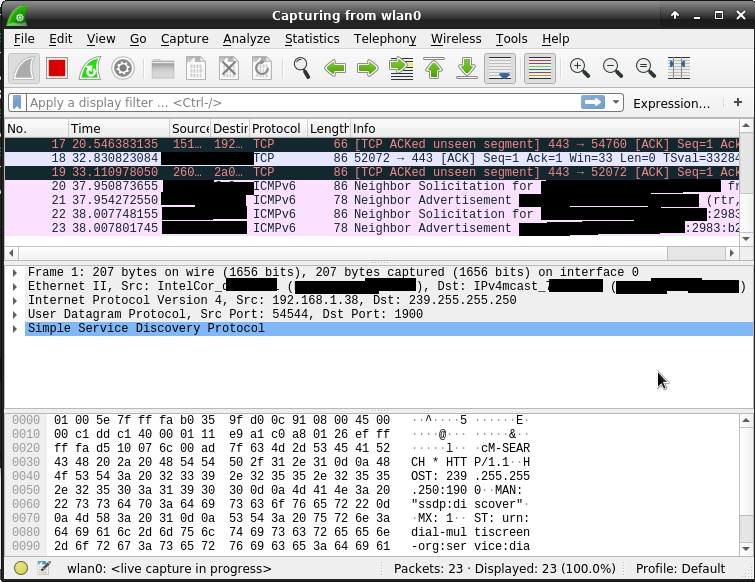 Capturing from wlan0
File Edit View Go Capture Analyze Statistics Telephony Wireless Tools Help
Apply a display filter ... <Ctrl-/> Expression... +
No. Time Source Destin Protocol Length Info
17 20.546383135 151… 192… TCP 66 [TCP ACKed unseen segment] 443 → 54760 [ACK] Seq=1 Ack
18 32.830823084 TCP 86 52072 → 443 [ACK] Seq=1 Ack=1 Win=33 Len=0 TSval=33284
19 33.110978050 260… 2a0… TCP 86 [TCP ACKed unseen segment] 443 → 52072 [ACK] Seq=1 Ack
20 37.950873655 ICMPv6 86 Neighbor Solicitation for fr
21 37.954272550 ICMPv6 78 Neighbor Advertisement (rtr,
22 38.007748155 ICMPv6 86 Neighbor Solicitation for :2983
23 38.007801745 ICMPv6 78 Neighbor Advertisement :2983:b2
Frame 1: 207 bytes on wire (1656 bits), 207 bytes captured (1656 bits) on interface 0
Ethernet II, Src: IntelCor_ ( ), Dst: IPv4mcast_7 ( )
Internet Protocol Version 4, Src: 192.168.1.38, Dst: 239.255.255.250
User Datagram Protocol, Src Port: 54544, Dst Port: 1900
Simple Service Discovery Protocol
0000 01 00 5e 7f ff fa b0 35 9f d0 0c 91 08 00 45 00 ··^····5 ······E·
0010 00 c1 dd c1 40 00 01 11 e9 a1 c0 a8 01 26 ef ff ····@··· ·····&··
0020 ff fa d5 10 07 6c 00 ad 7f 63 4d 2d 53 45 41 52 ·····l·· ·cM-SEAR
0030 43 48 20 2a 20 48 54 54 50 2f 31 2e 31 0d 0a 48 CH * HTT P/1.1··H
0040 4f 53 54 3a 20 32 33 39 2e 32 35 35 2e 32 35 35 OST: 239 .255.255
0050 2e 32 35 30 3a 31 39 30 30 0d 0a 4d 41 4e 3a 20 .250:190 0··MAN:
0060 22 73 73 64 70 3a 64 69 73 63 6f 76 65 72 22 0d "ssdp:di scover"·
0070 0a 4d 58 3a 20 31 0d 0a 53 54 3a 20 75 72 6e 3a ·MX: 1·· ST: urn:
0080 64 69 61 6c 2d 6d 75 6c 74 69 73 63 72 65 65 6e dial-mul tiscreen
0090 2d 6f 72 67 3a 73 65 72 76 69 63 65 3a 64 69 61 -org:ser vice:dia
wlan0: <live capture in progress> Packets: 23 · Displayed: 23 (100.0%) Profile: Default